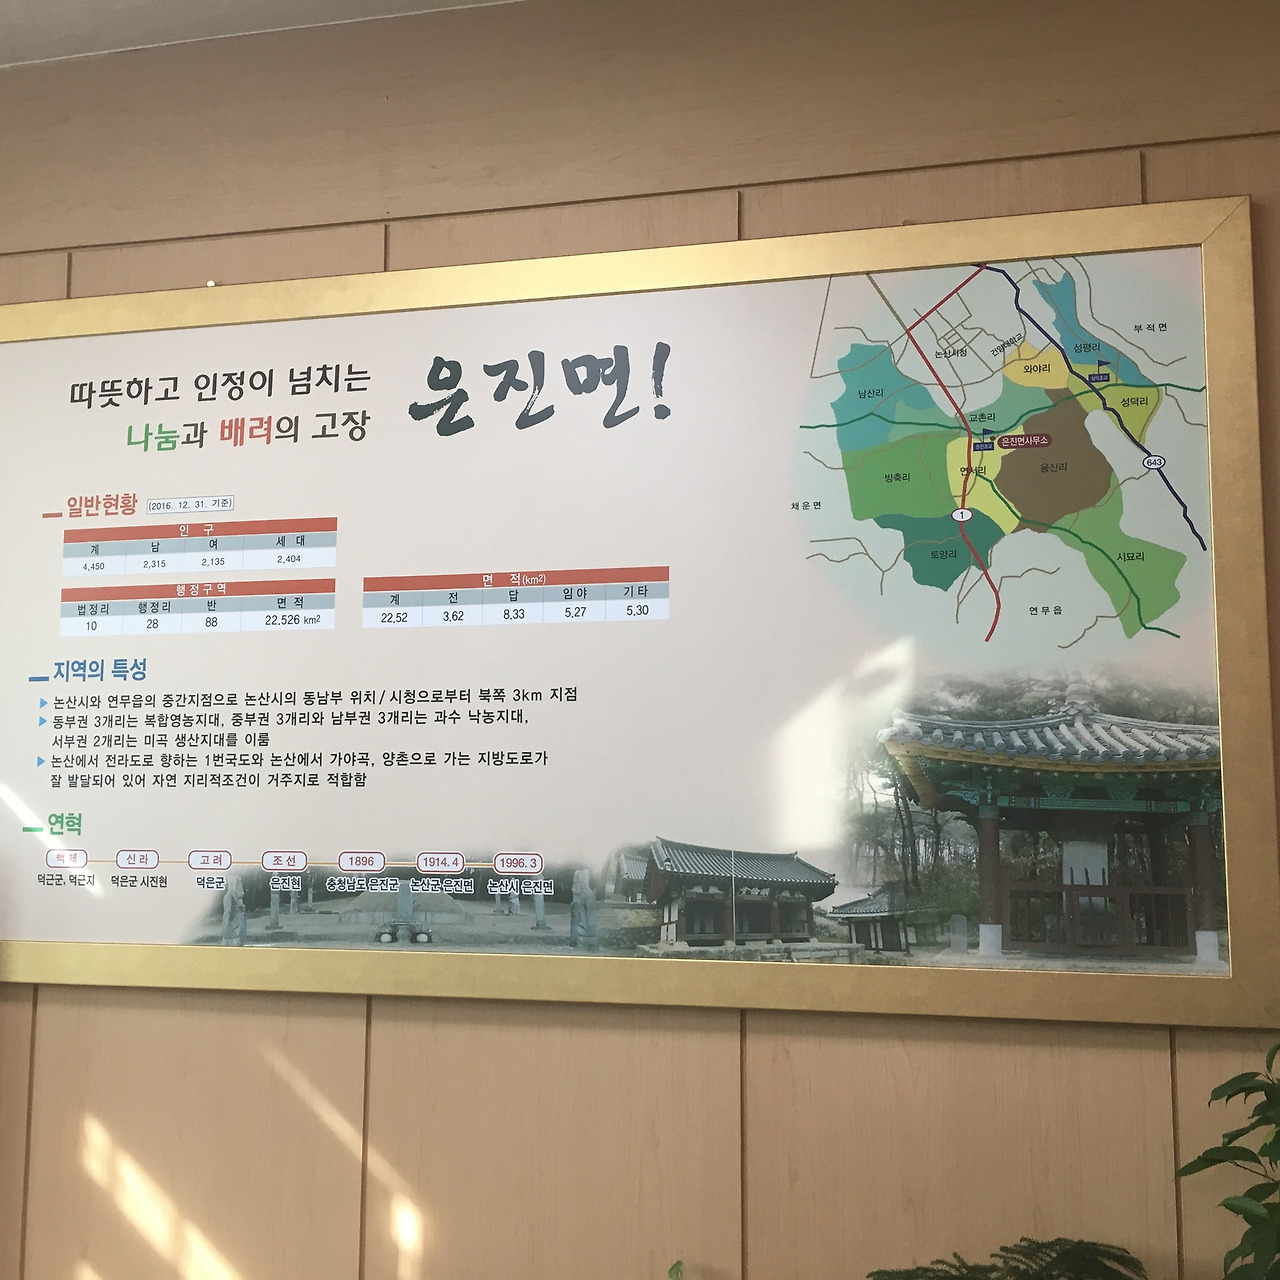 따뜻하고 인정이 넘치는
나눔과 배려의 고장
은진면!
일반현황 (2016. 12. 31. 기준)
인 구
계 남 여 세 대
4,450 2,315 2,135 2,404
행정구역
법정리 행정리 반 면 적
10 28 88 22.526 km²
면 적(km²)
계 전 답 임야 기타
22.52 3.62 8.33 5.27 5.30
지역의 특성
▶ 논산시와 연무읍의 중간지점으로 논산시의 동남부 위치/시청으로부터 북쪽 3km 지점
▶ 동부권 3개리는 복합영농지대, 중부권 3개리와 남부권 3개리는 과수 낙농지대,
서부권 2개리는 미곡 생산지대를 이룸
▶ 논산에서 전라도로 향하는 1번국도와 논산에서 가야곡, 양촌으로 가는 지방도로가
잘 발달되어 있어 자연 지리적조건이 거주지로 적합함
연혁
백 제 신 라 고 려 조 선 1896 1914. 4 1996. 3
덕근군, 덕근지 덕은군 시진현 덕은군 은진현 충청남도 은진군 논산군 은진면 논산시 은진면
부 적 면
논산시청
건양대학교
성평리
와야리
남산리
성덕리
교촌리
은진면사무소
643
연서리
용산리
방축리
채 운 면
1
토양리
시묘리
연 무 읍